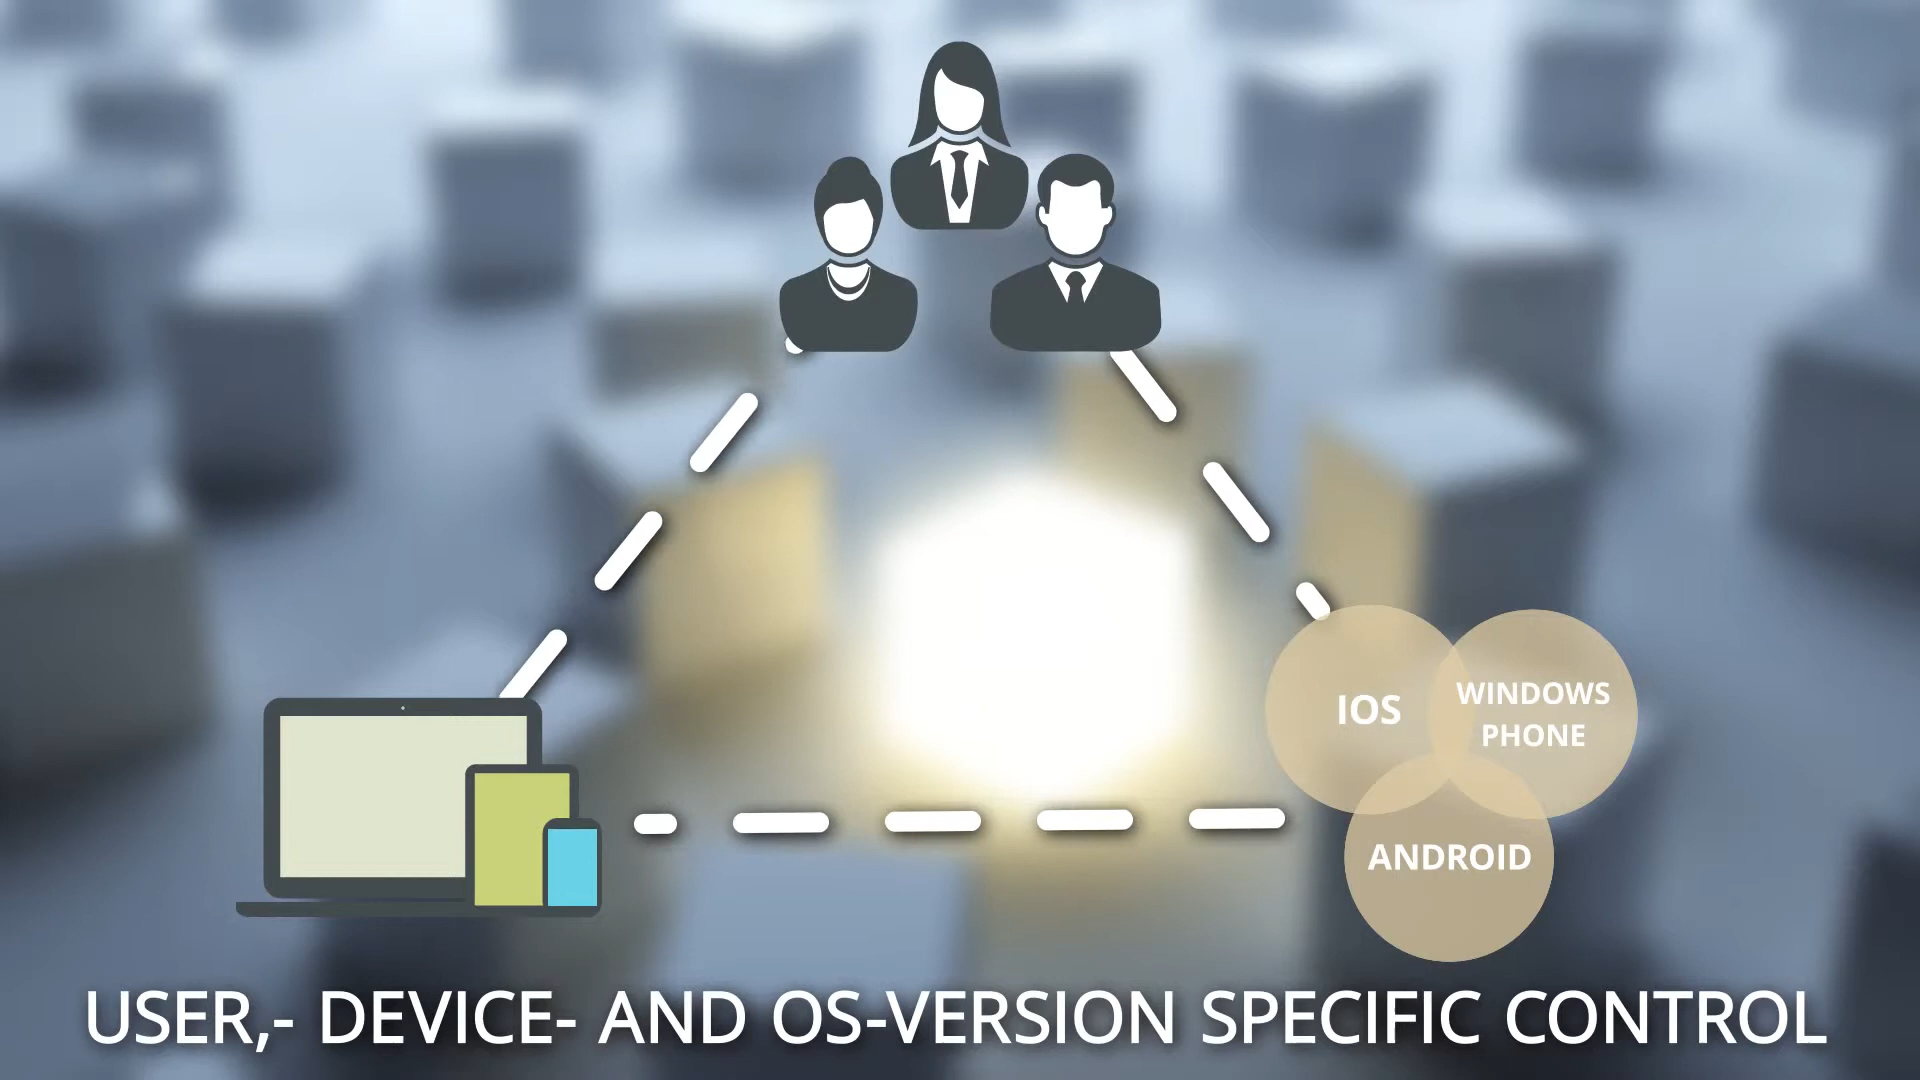 IOS
WINDOWS
PHONE
ANDROID
USER,- DEVICE- AND OS-VERSION SPECIFIC CONTROL